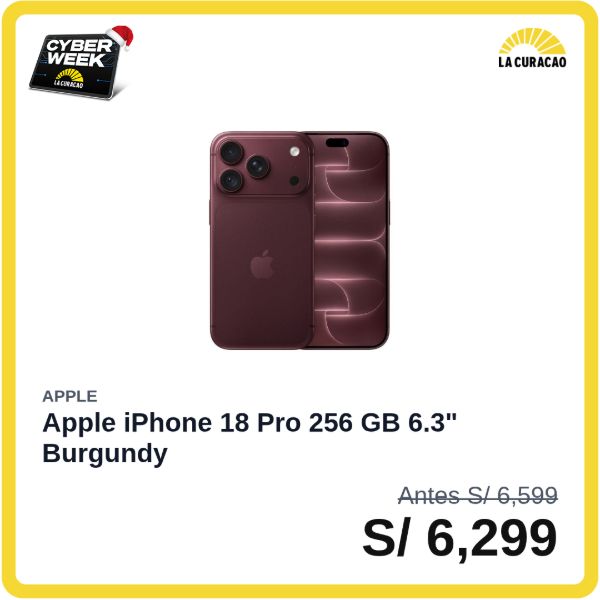 CYBER
WEEK
LA CURACAO
LA CURACAO
APPLE
Apple iPhone 18 Pro 256 GB 6.3"
Burgundy
Antes S/ 6,599
S/ 6,299